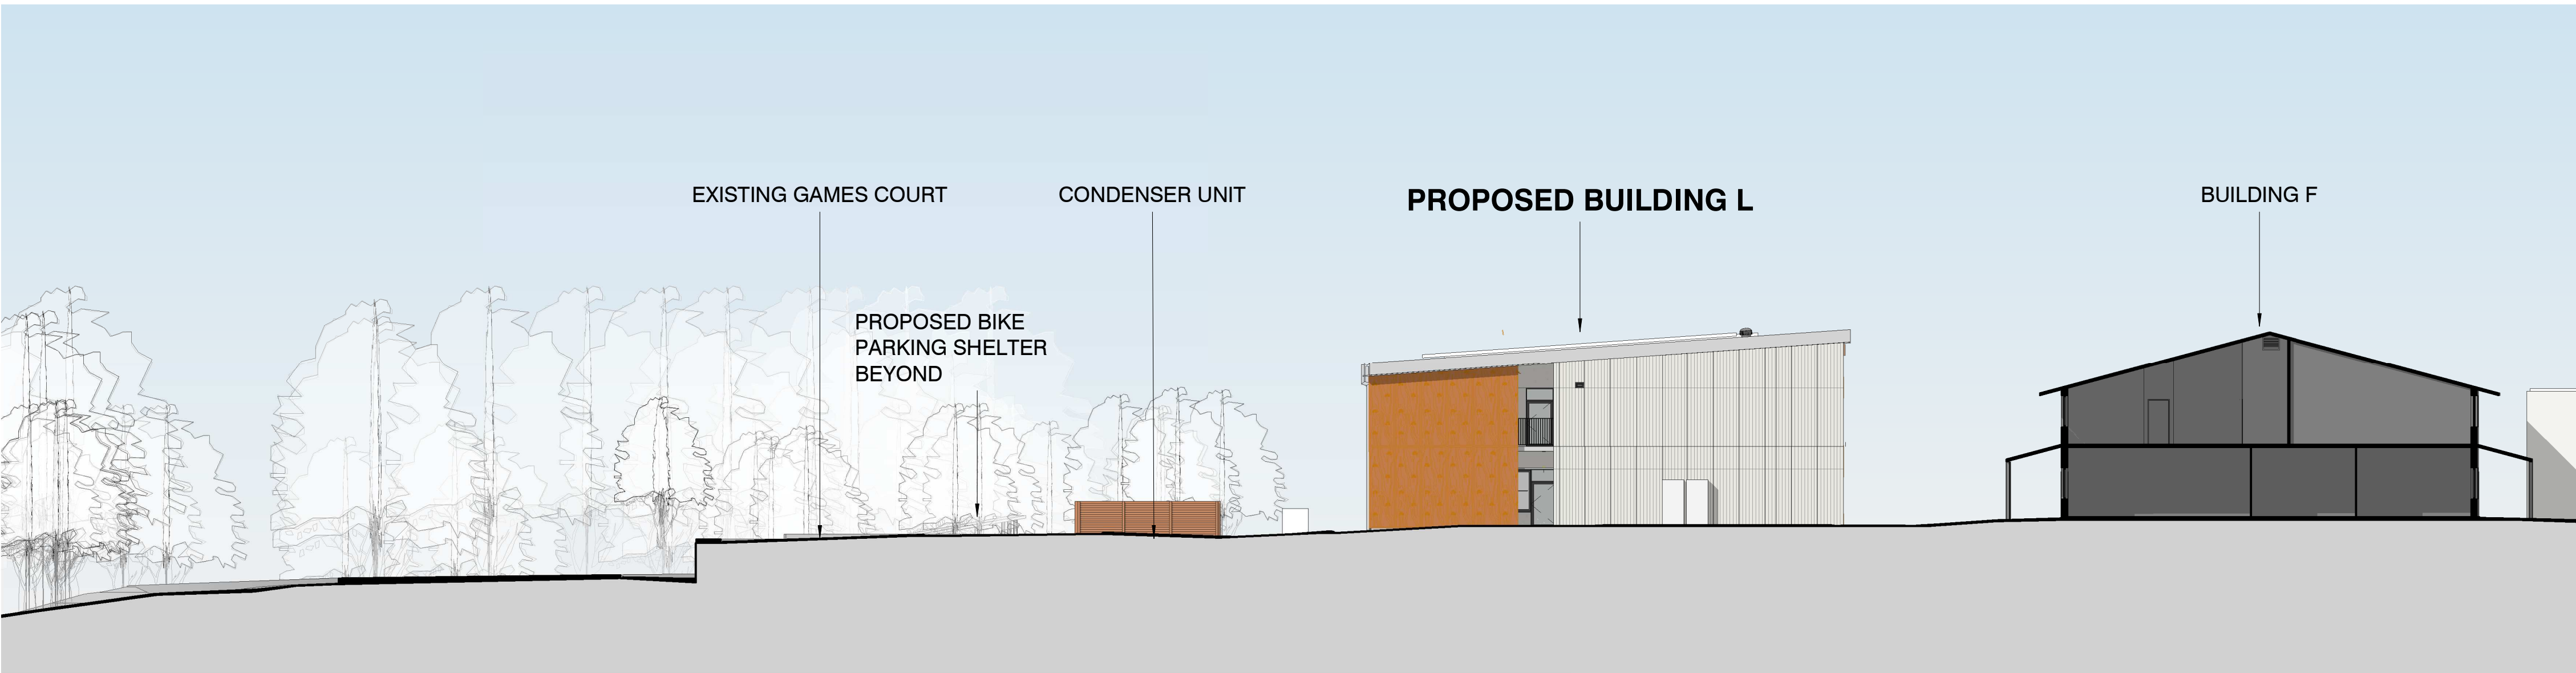 EXISTING GAMES COURT
CONDENSER UNIT
PROPOSED BUILDING L
BUILDING F
PROPOSED BIKE
PARKING SHELTER
BEYOND